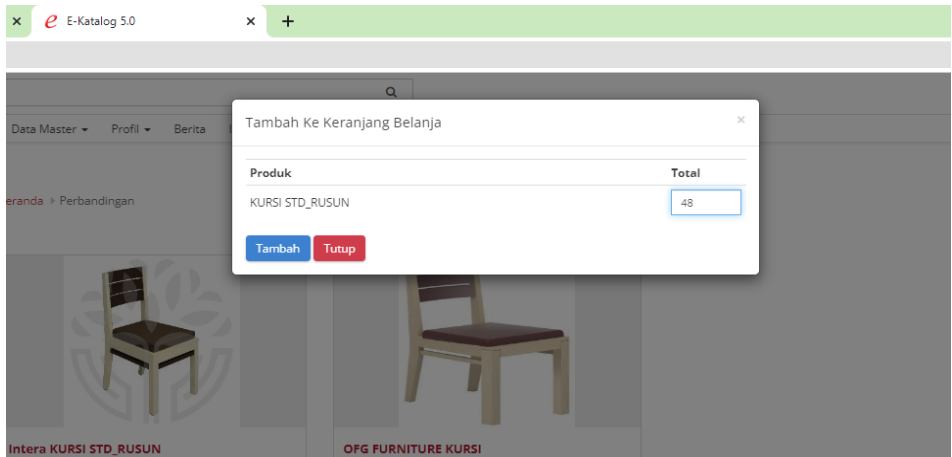 E-Katalog 5.0
Data Master Profil Berita
Tambah Ke Keranjang Belanja
eranda Perbandingan
Produk Total
KURSI STD_RUSUN 48
Tambah Tutup
Intera KURSI STD_RUSUN
OFG FURNITURE KURSI